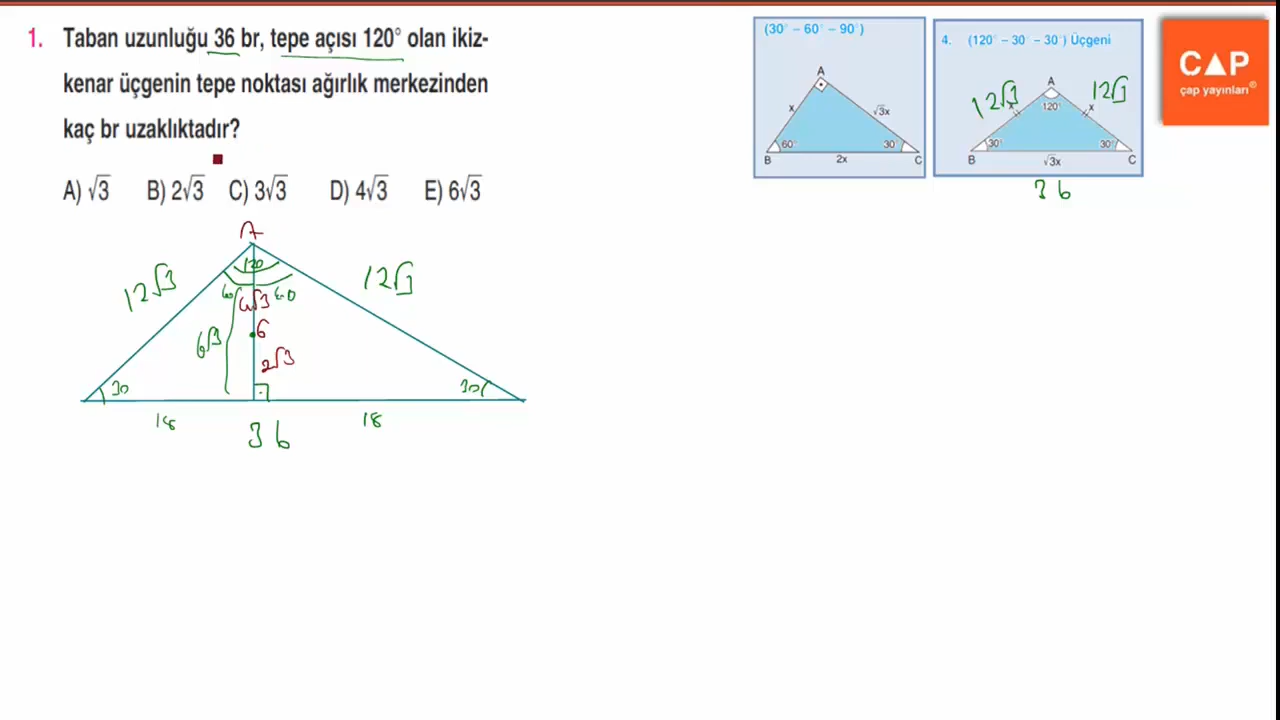 1. Taban uzunluğu 36 br, tepe açısı 120° olan ikiz-
kenar üçgenin tepe noktası ağırlık merkezinden
kaç br uzaklıktadır?
A) √3 B) 2√3 C) 3√3 D) 4√3 E) 6√3
(30° – 60° – 90°)
A
x
√3x
60°
30°
B
2x
C
4. (120° – 30° – 30°) Üçgeni
12√3
A
12√3
x
120°
x
30°
30°
B
√3x
C
36
CAP
çap yayınları©
A
12√3
120
12√3
60
4√3
60
6√3
6
2√3
30
30
18
36
18